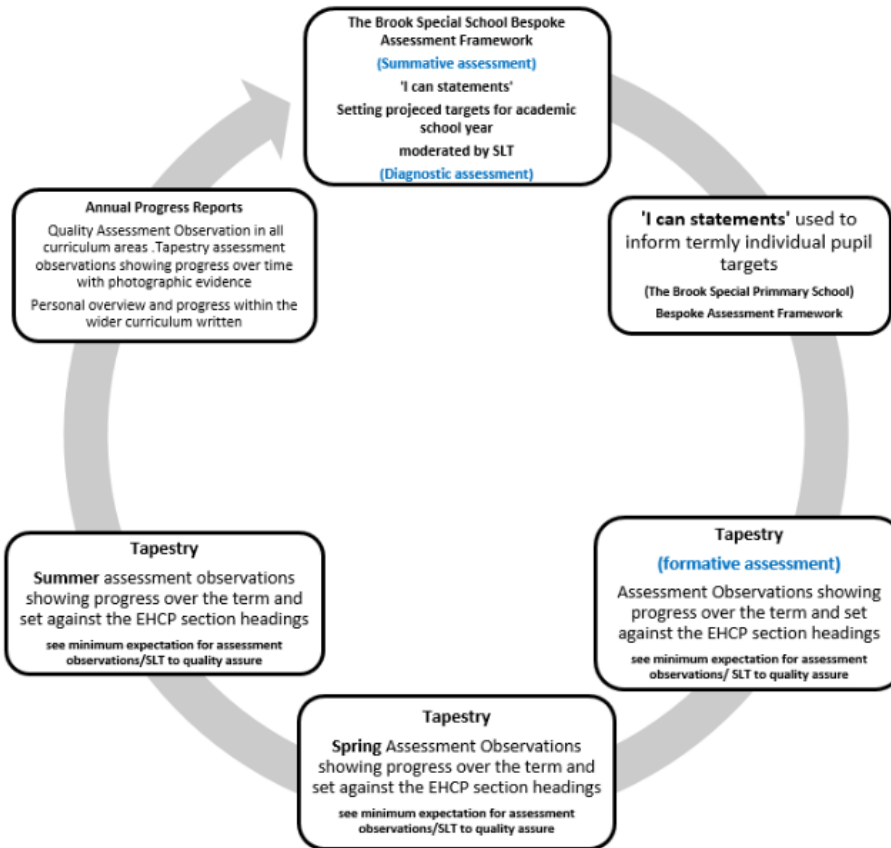 The Brook Special School Bespoke
Assessment Framework
(Summative assessment)
'I can statements'
Setting projeced targets for academic
school year
moderated by SLT
(Diagnostic assessment)
'I can statements' used to
inform termly individual pupil
targets
(The Brook Special Primmary School)
Bespoke Assessment Framework
Tapestry
(formative assessment)
Assessment Observations showing
progress over the term and set
against the EHCP section headings
see minimum expectation for assessment
observations/ SLT to quality assure
Tapestry
Spring Assessment Observations
showing progress over the term and
set against the EHCP section headings
see minimum expectation for assessment
observations/SLT to quality assure
Tapestry
Summer assessment observations
showing progress over the term and
set against the EHCP section headings
see minimum expectation for assessment
observations/SLT to quality assure
Annual Progress Reports
Quality Assessment Observation in all
curriculum areas .Tapestry assessment
observations showing progress over time
with photographic evidence
Personal overview and progress within the
wider curriculum written